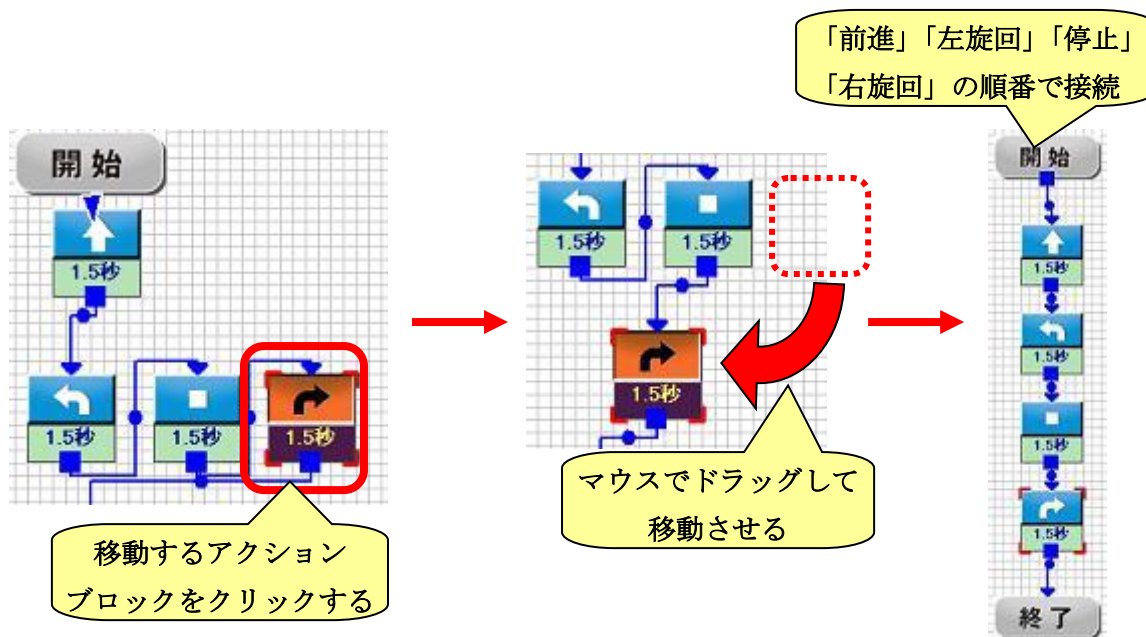 「前進」「左旋回」「停止」
「右旋回」の順番で接続
開始
1.5秒
1.5秒
1.5秒
1.5秒
移動するアクション
ブロックをクリックする
1.5秒
1.5秒
1.5秒
マウスでドラッグして
移動させる
開始
1.5秒
1.5秒
1.5秒
1.5秒
終了